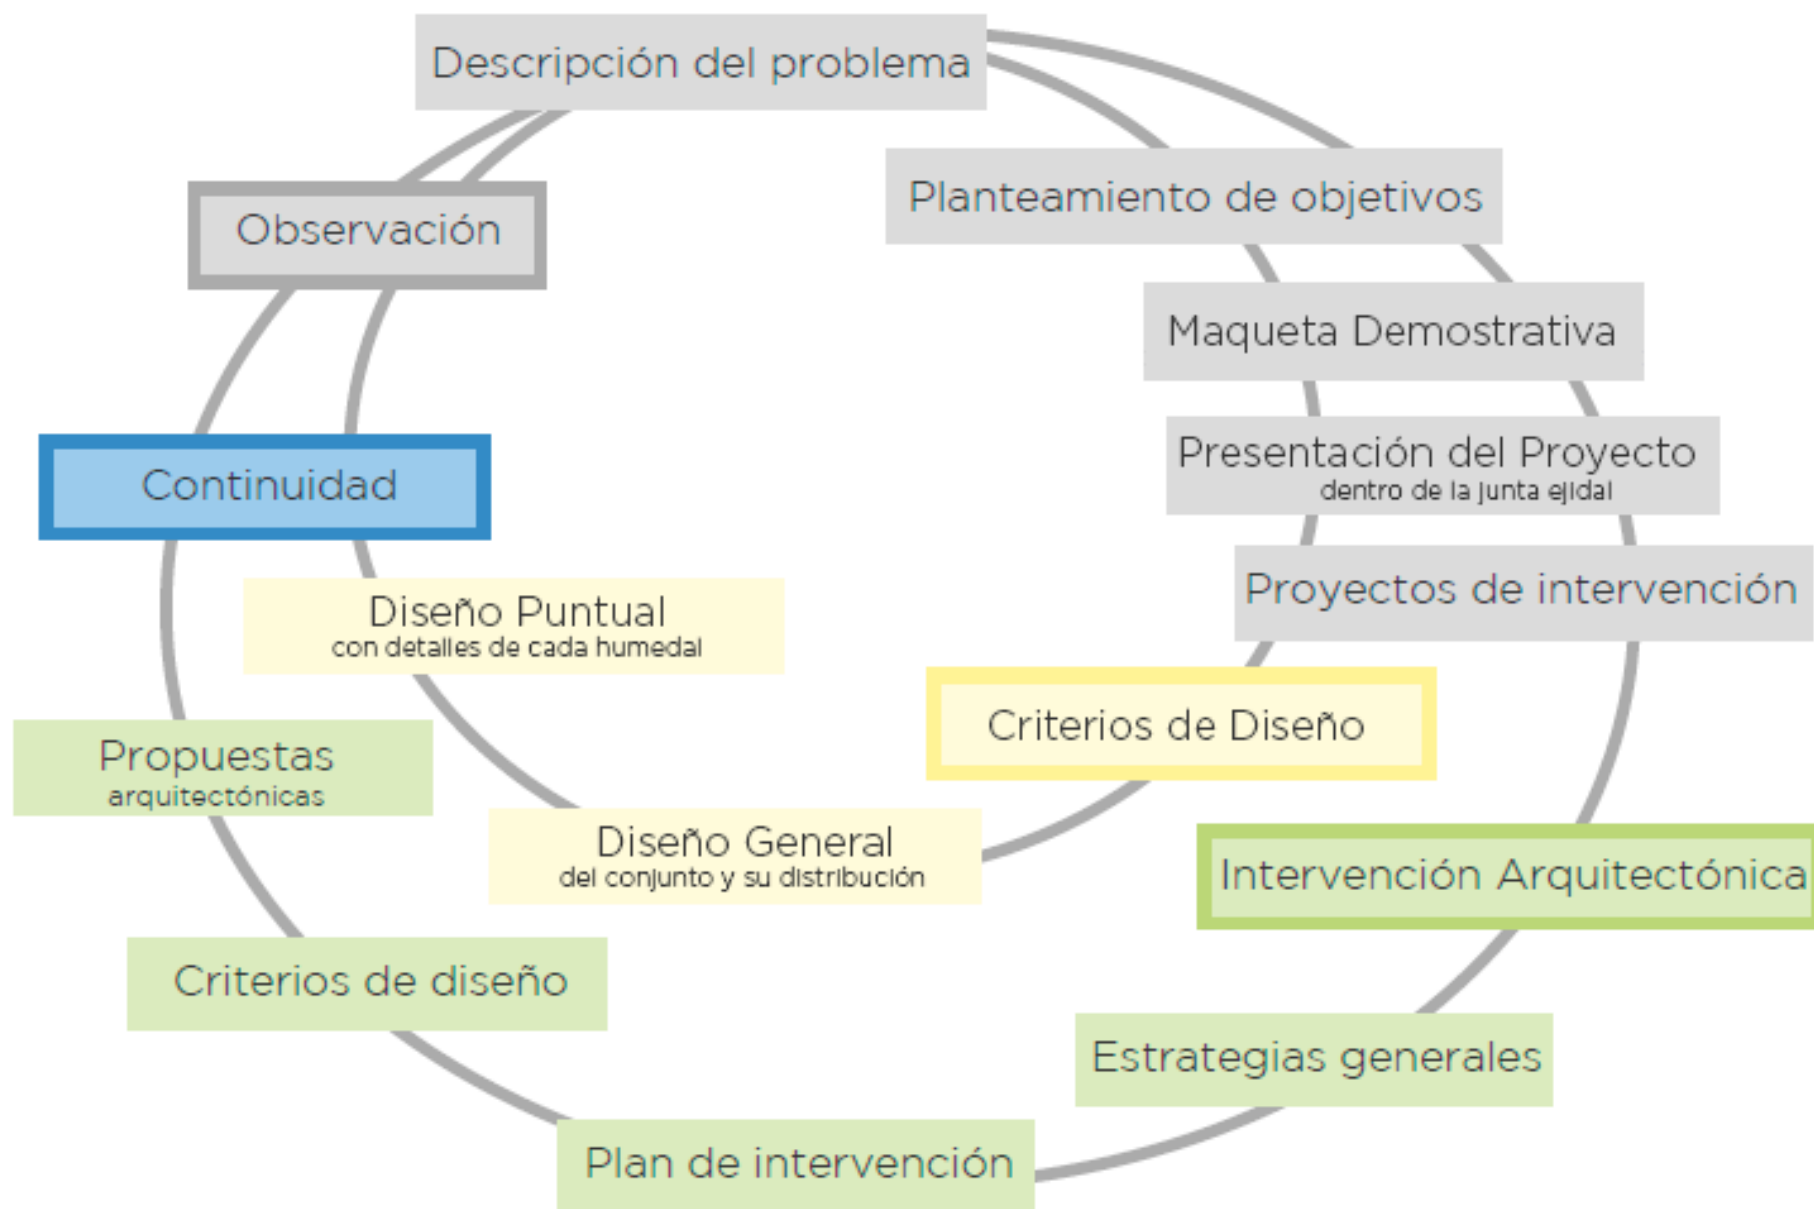 Descripción del problema
Planteamiento de objetivos
Observación
Maqueta Demostrativa
Presentación del Proyecto
dentro de la junta ejidal
Continuidad
Proyectos de intervención
Diseño Puntual
con detalles de cada humedal
Criterios de Diseño
Propuestas
arquitectónicas
Diseño General
del conjunto y su distribución
Intervención Arquitectónica
Criterios de diseño
Estrategias generales
Plan de intervención